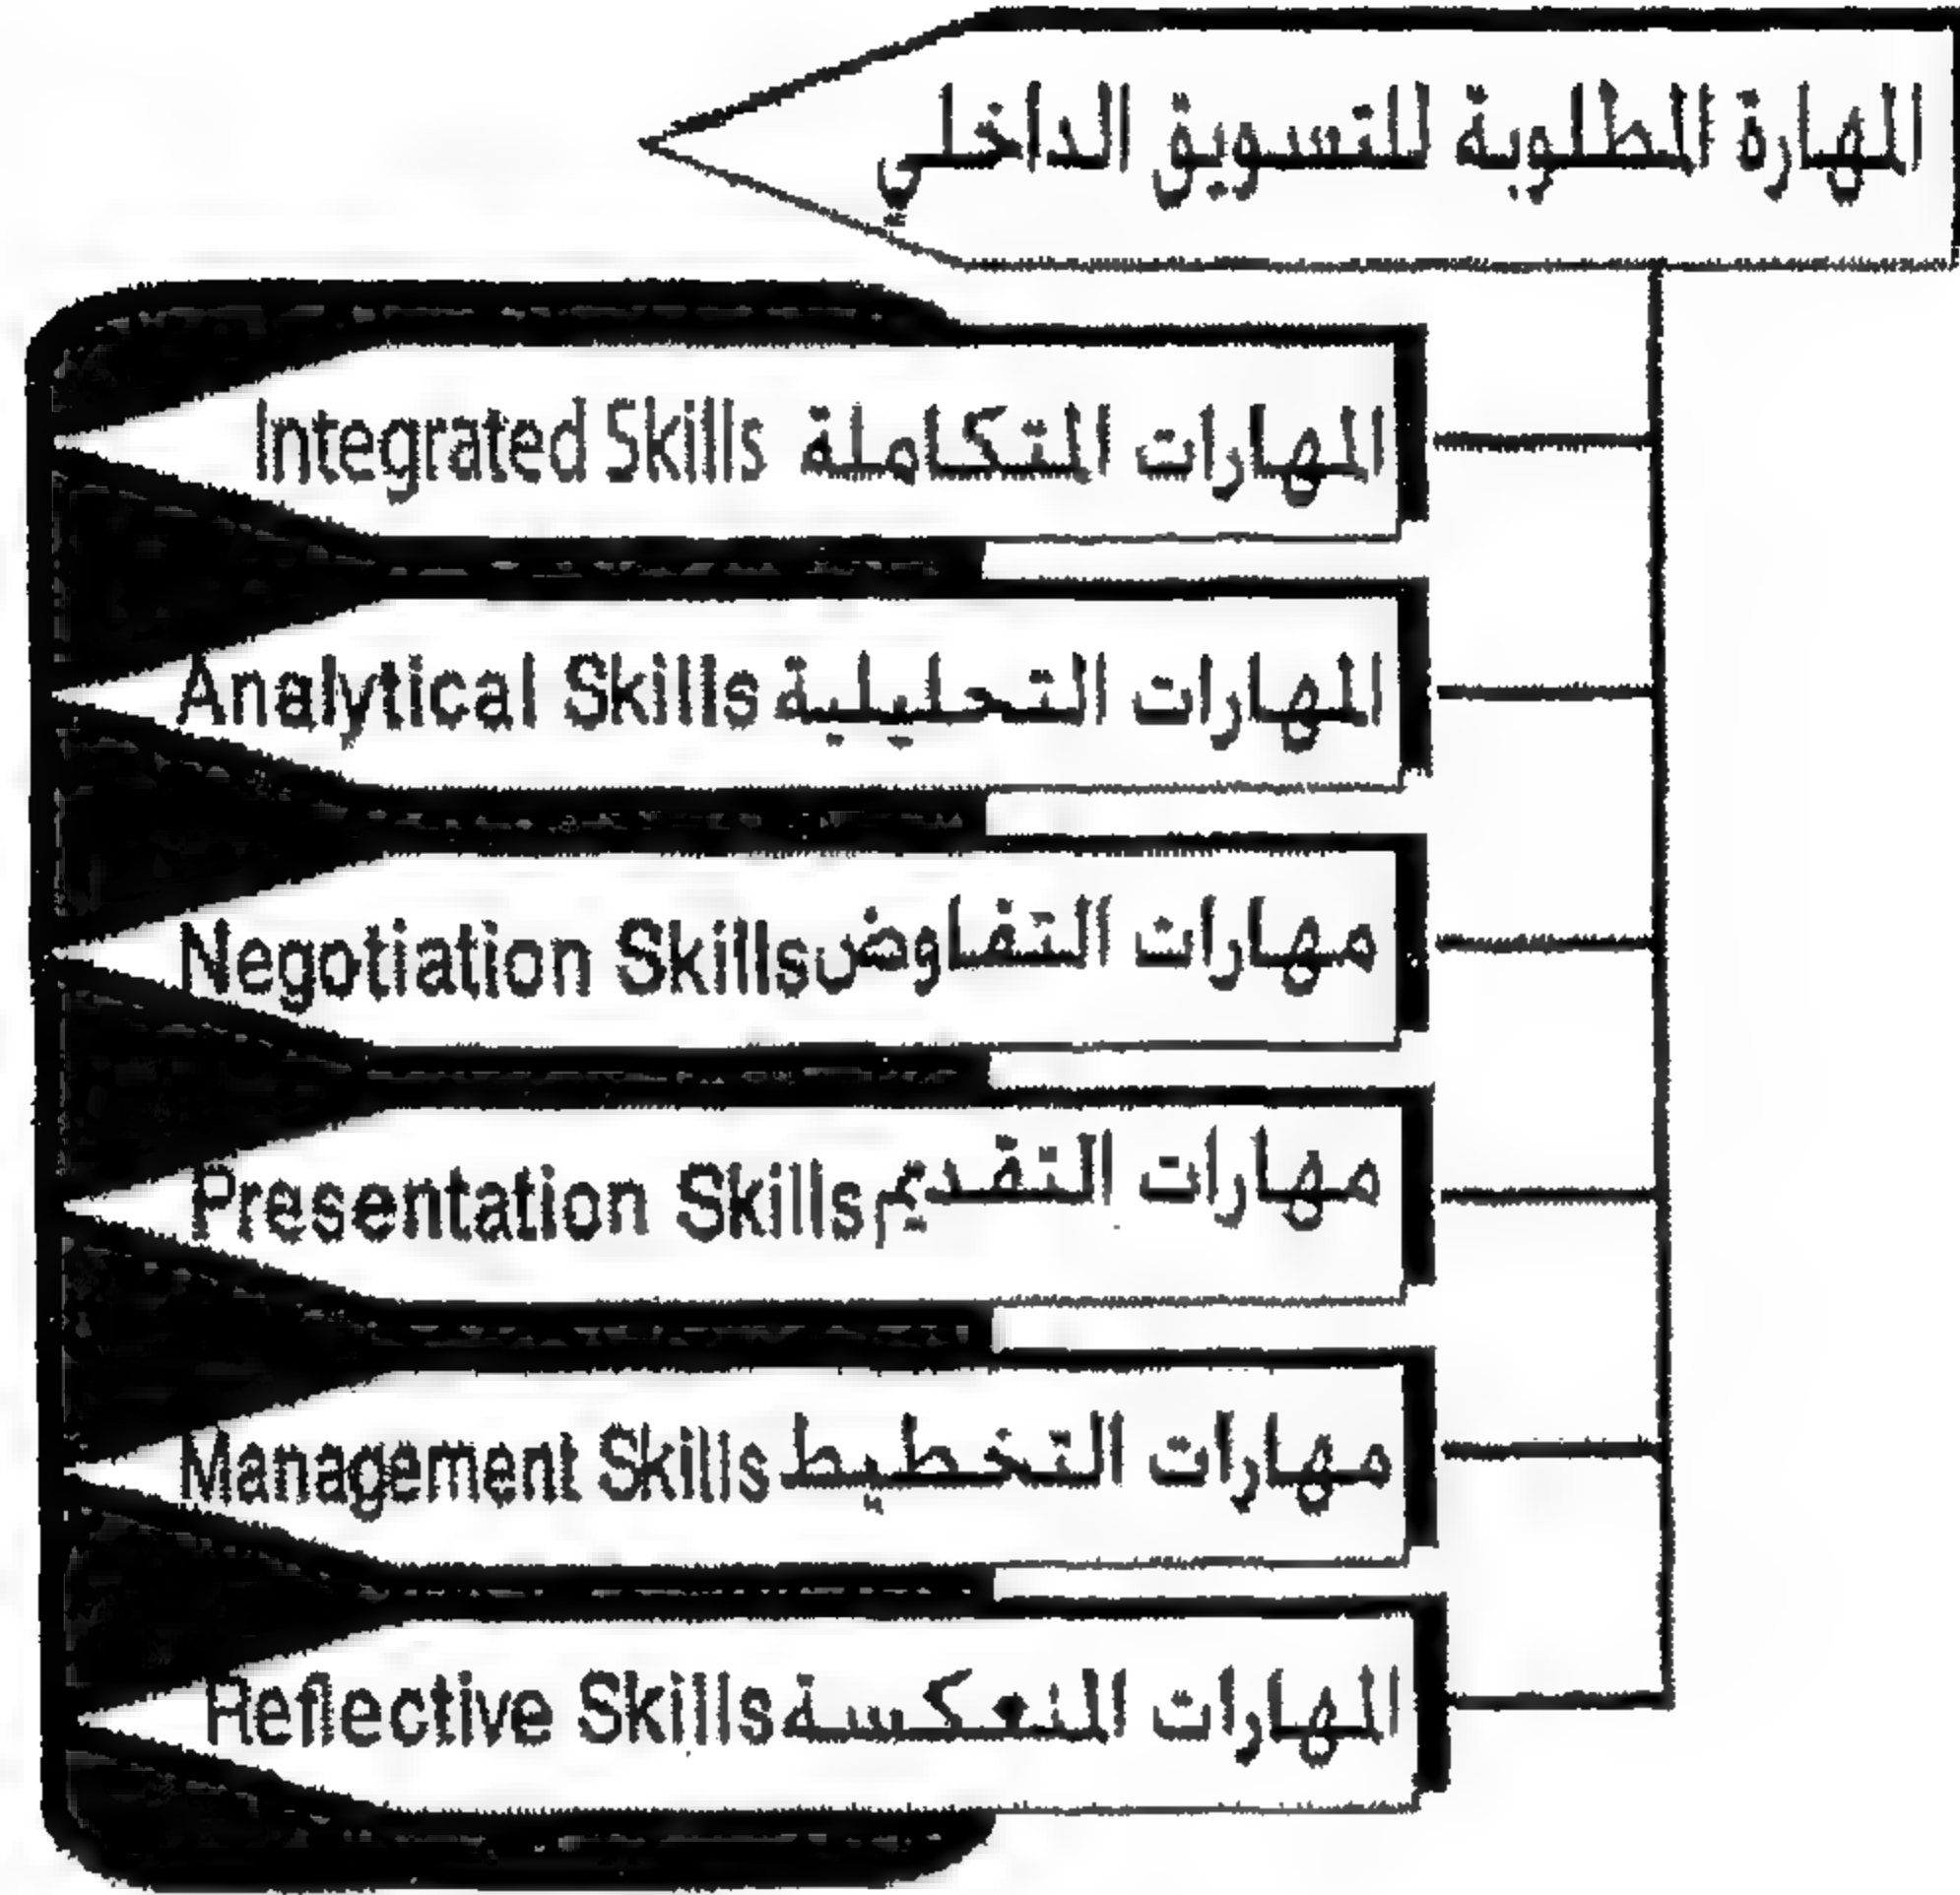 المهارة المطلوبة للتسويق الداخلي
المهارات المتكاملة Integrated Skills
المهارات التحليلية Analytical Skills
مهارات التفاوض Negotiation Skills
مهارات التقديم Presentation Skills
مهارات التخطيط Management Skills
المهارات المنعكسة Reflective Skills